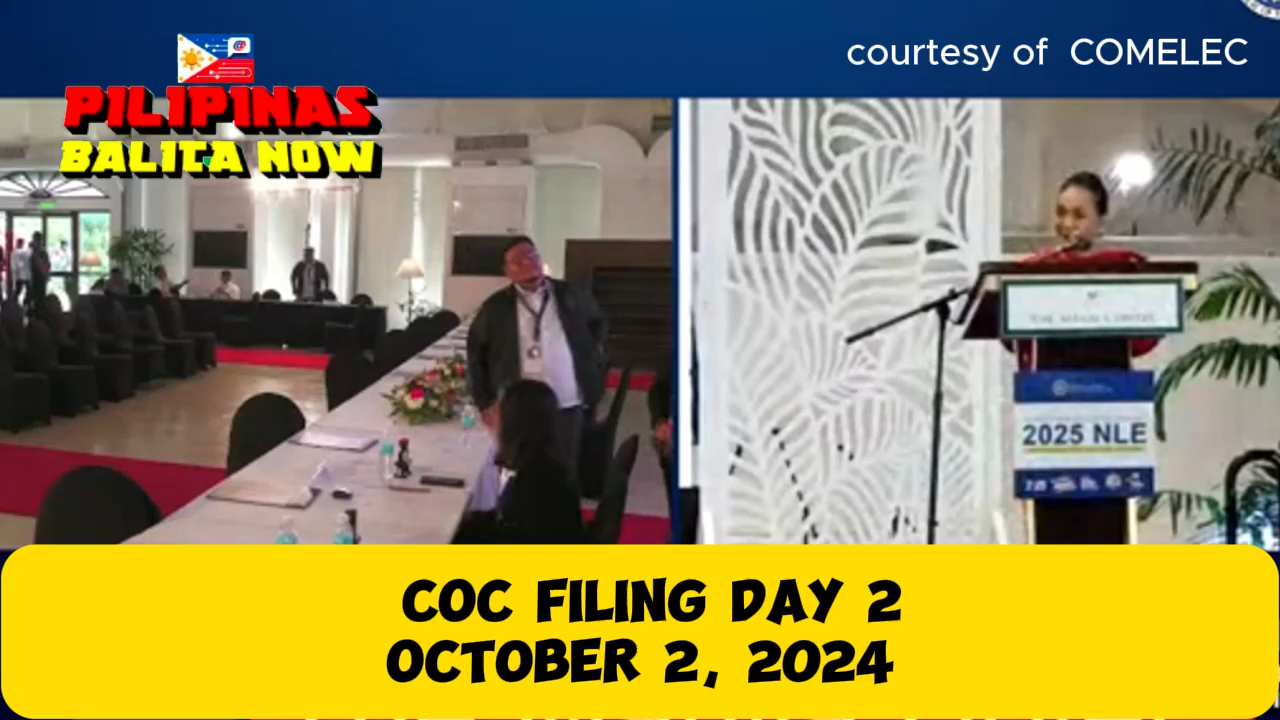 courtesy of COMELEC
PILIPINAS
BALITA NOW
2025 NLE
COC FILING DAY 2
OCTOBER 2, 2024